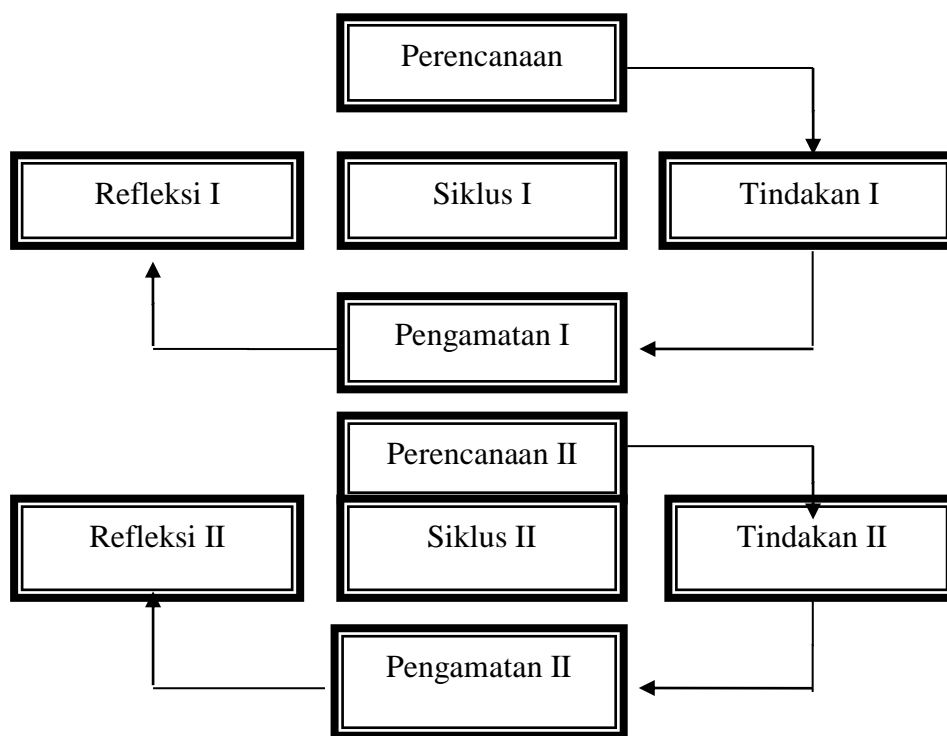 Perencanaan
Refleksi I
Siklus I
Tindakan I
Pengamatan I
Perencanaan II
Refleksi II
Siklus II
Tindakan II
Pengamatan II